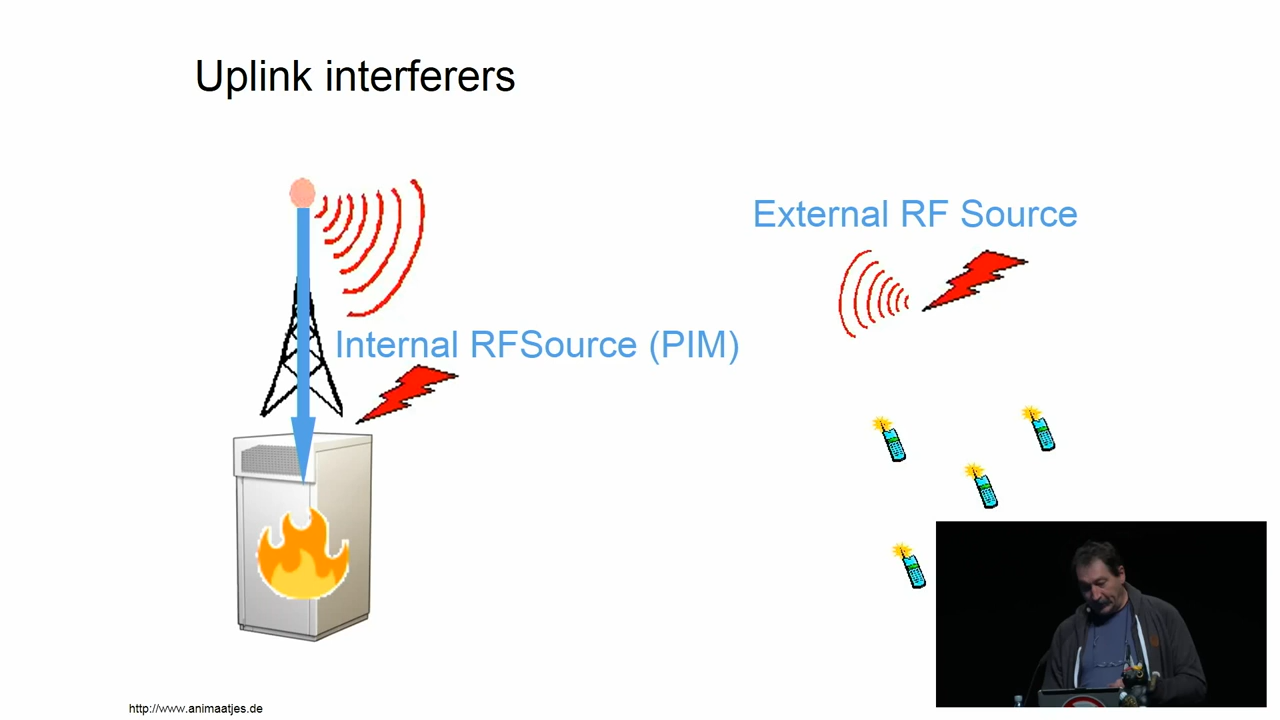 Uplink interferers
External RF Source
Internal RFSource (PIM)
http://www.animaatjes.de